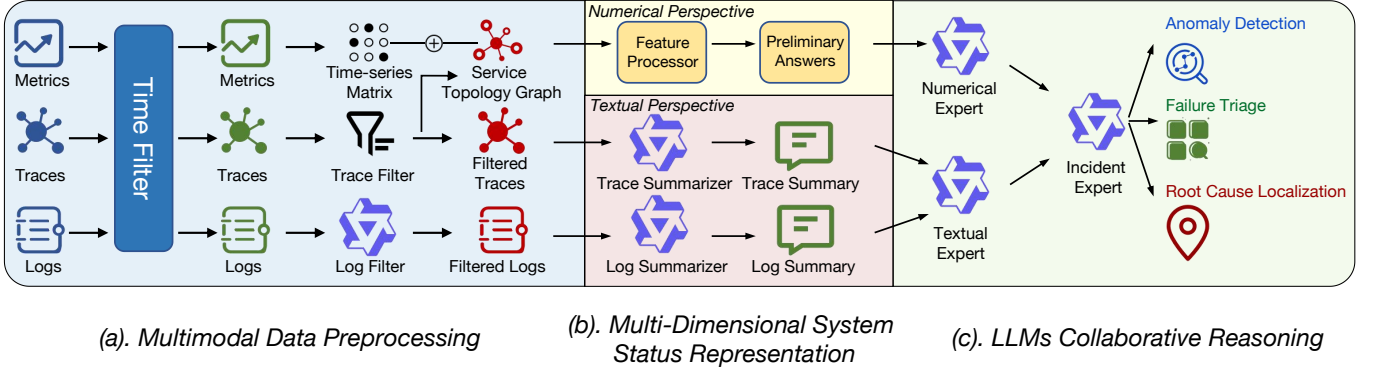 Metrics
Traces
Logs
Time Filter
Metrics
Traces
Logs
Time-series
Matrix
Trace Filter
Log Filter
Service
Topology Graph
Filtered
Traces
Filtered Logs
Numerical Perspective
Feature
Processor
Preliminary
Answers
Textual Perspective
Trace Summarizer
Trace Summary
Log Summarizer
Log Summary
Numerical
Expert
Textual
Expert
Incident
Expert
Anomaly Detection
Failure Triage
Root Cause Localization
(a). Multimodal Data Preprocessing
(b). Multi-Dimensional System
Status Representation
(c). LLMs Collaborative Reasoning